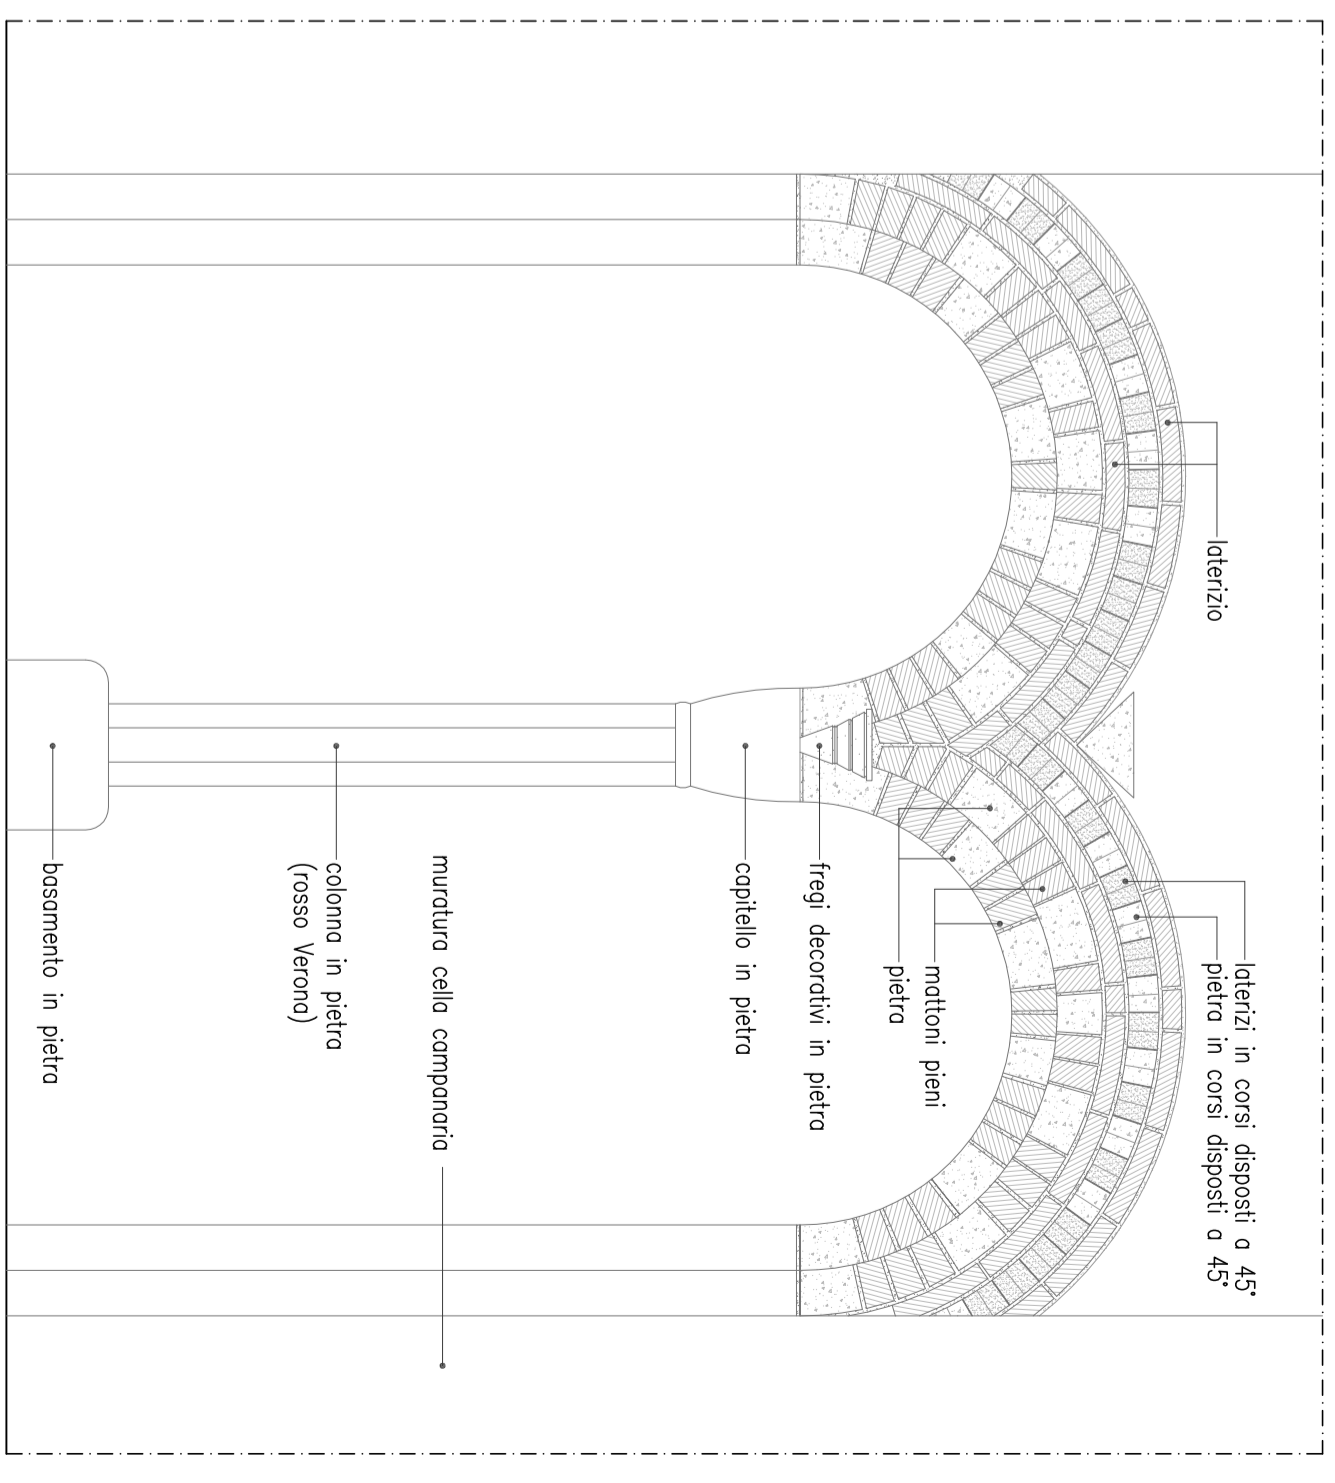 laterizio
laterizi in corsi disposti a 45°
pietra in corsi disposti a 45°
mattoni pieni
pietra
fregi decorativi in pietra
capitello in pietra
muratura cella campanaria
colonna in pietra
(rosso Verona)
basamento in pietra